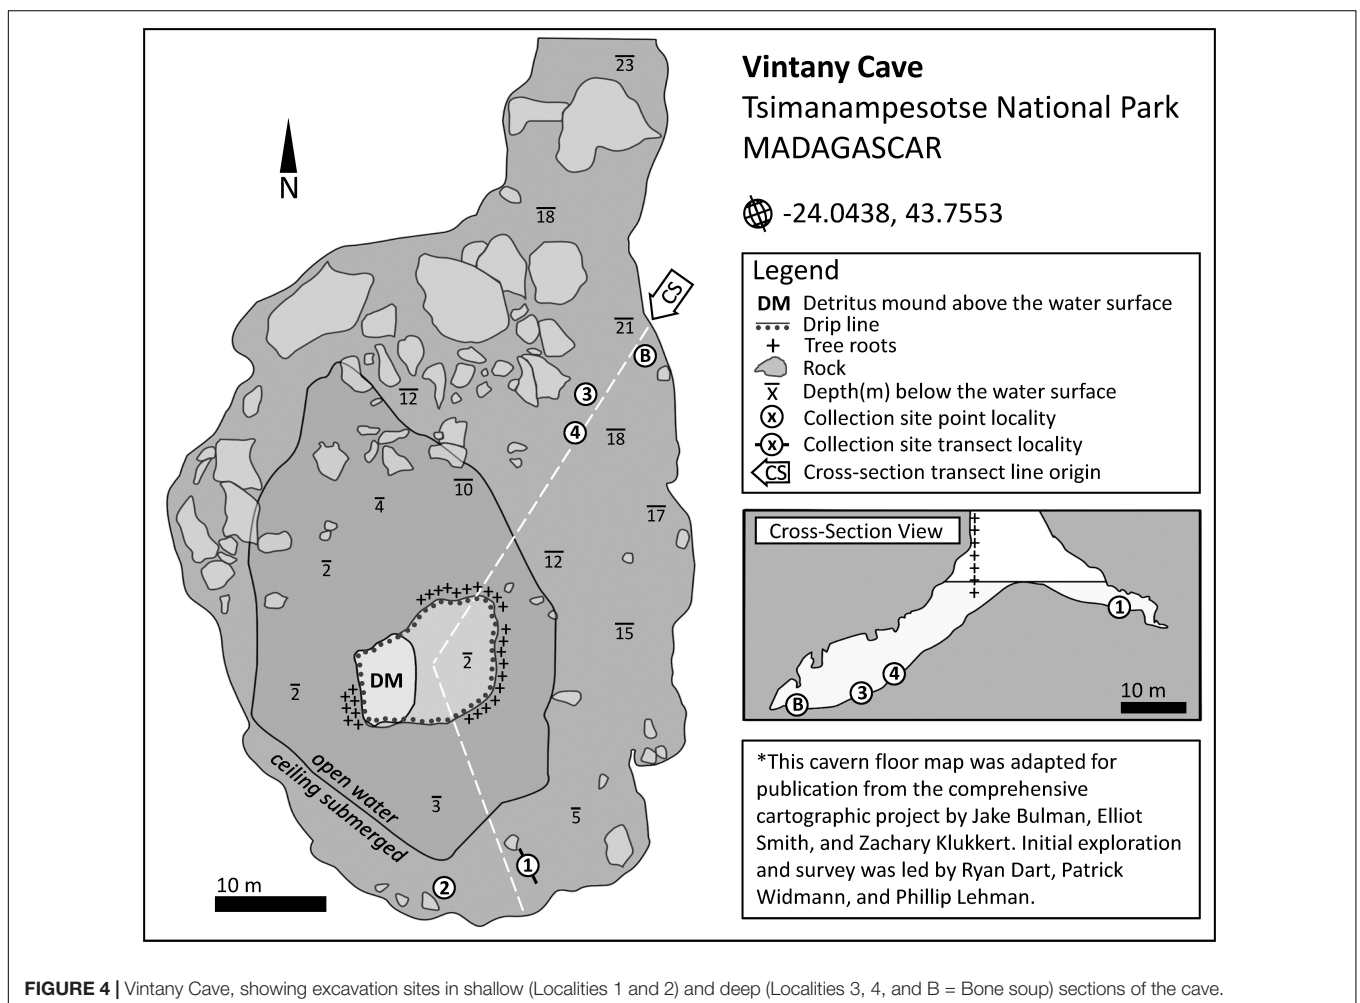 Vintany Cave
Tsimanampesotse National Park
MADAGASCAR
-24.0438, 43.7553
N
23
18
CS
21
B
3
12
4
18
10
4
17
2
12
15
2
DM
2
open water
ceiling submerged
3
5
1
2
10 m
Legend
DM Detritus mound above the water surface
Drip line
+ Tree roots
Rock
x Depth(m) below the water surface
x Collection site point locality
x Collection site transect locality
CS Cross-section transect line origin
Cross-Section View
1
4
3
B
10 m
*This cavern floor map was adapted for
publication from the comprehensive
cartographic project by Jake Bulman, Elliot
Smith, and Zachary Klukkert. Initial exploration
and survey was led by Ryan Dart, Patrick
Widmann, and Phillip Lehman.
FIGURE 4 | Vintany Cave, showing excavation sites in shallow (Localities 1 and 2) and deep (Localities 3, 4, and B = Bone soup) sections of the cave.